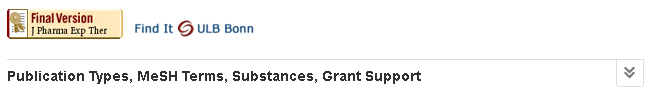 Final Version
J Pharma Exp Ther
Find It ULB Bonn
Publication Types, MeSH Terms, Substances, Grant Support